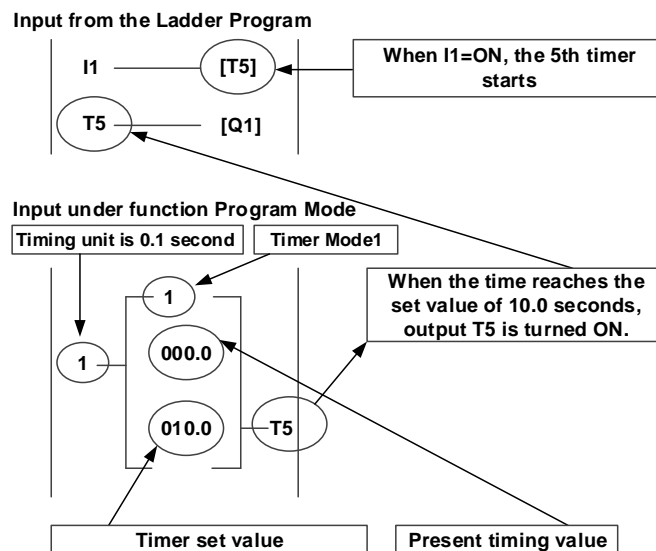 Input from the Ladder Program
I1
[T5]
When I1=ON, the 5th timer
starts
T5
[Q1]
Input under function Program Mode
Timing unit is 0.1 second
Timer Mode1
1
When the time reaches the
set value of 10.0 seconds,
output T5 is turned ON.
1
000.0
010.0
T5
Timer set value
Present timing value